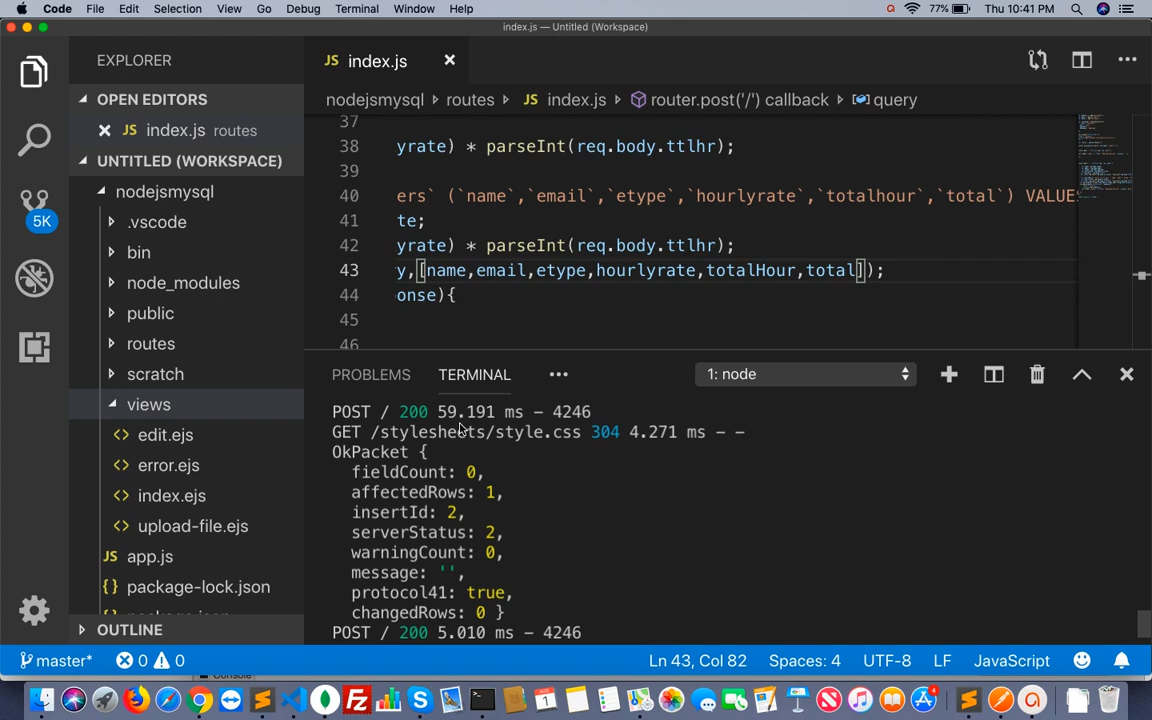 Code File Edit Selection View Go Debug Terminal Window Help 77% Thu 10:41 PM
index.js — Untitled (Workspace)
EXPLORER
JS index.js
OPEN EDITORS
JS index.js routes
UNTITLED (WORKSPACE)
nodejsmysql
.vscode
bin
node_modules
public
routes
scratch
views
edit.ejs
error.ejs
index.ejs
upload-file.ejs
JS app.js
{} package-lock.json
OUTLINE
nodejsmysql routes JS index.js router.post('/') callback query
37
38 yrate) * parseInt(req.body.ttlhr);
39
40 ers` (`name`,`email`,`etype`,`hourlyrate`,`totalhour`,`total`) VALUE
41 te;
42 yrate) * parseInt(req.body.ttlhr);
43 y,[name,email,etype,hourlyrate,totalHour,total]);
44 onse){
45
46
PROBLEMS TERMINAL ••• 1: node
POST / 200 59.191 ms - 4246
GET /stylesheets/style.css 304 4.271 ms - -
OkPacket {
fieldCount: 0,
affectedRows: 1,
insertId: 2,
serverStatus: 2,
warningCount: 0,
message: '',
protocol41: true,
changedRows: 0 }
POST / 200 5.010 ms - 4246
5K
master* 0 0 Ln 43, Col 82 Spaces: 4 UTF-8 LF JavaScript
Console